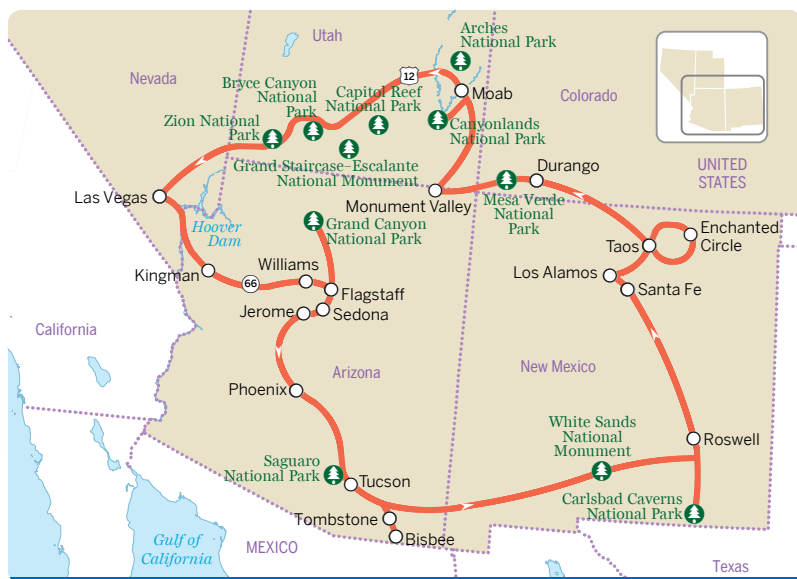 Arches
National Park
Utah
Nevada
12
Bryce Canyon
National
Park
Capitol Reef
National Park
Moab
Colorado
Zion National
Park
Canyonlands
National Park
Grand Staircase–Escalante
National Monument
Durango
UNITED
STATES
Las Vegas
Monument Valley
Mesa Verde
National
Park
Hoover
Dam
Grand Canyon
National Park
Enchanted
Circle
Taos
Kingman
Williams
66
Flagstaff
Los Alamos
Santa Fe
Jerome
Sedona
California
Arizona
New Mexico
Phoenix
White Sands
National
Monument
Roswell
Saguaro
National Park
Tucson
Carlsbad Caverns
National Park
Tombstone
Bisbee
Gulf of
California
MEXICO
Texas